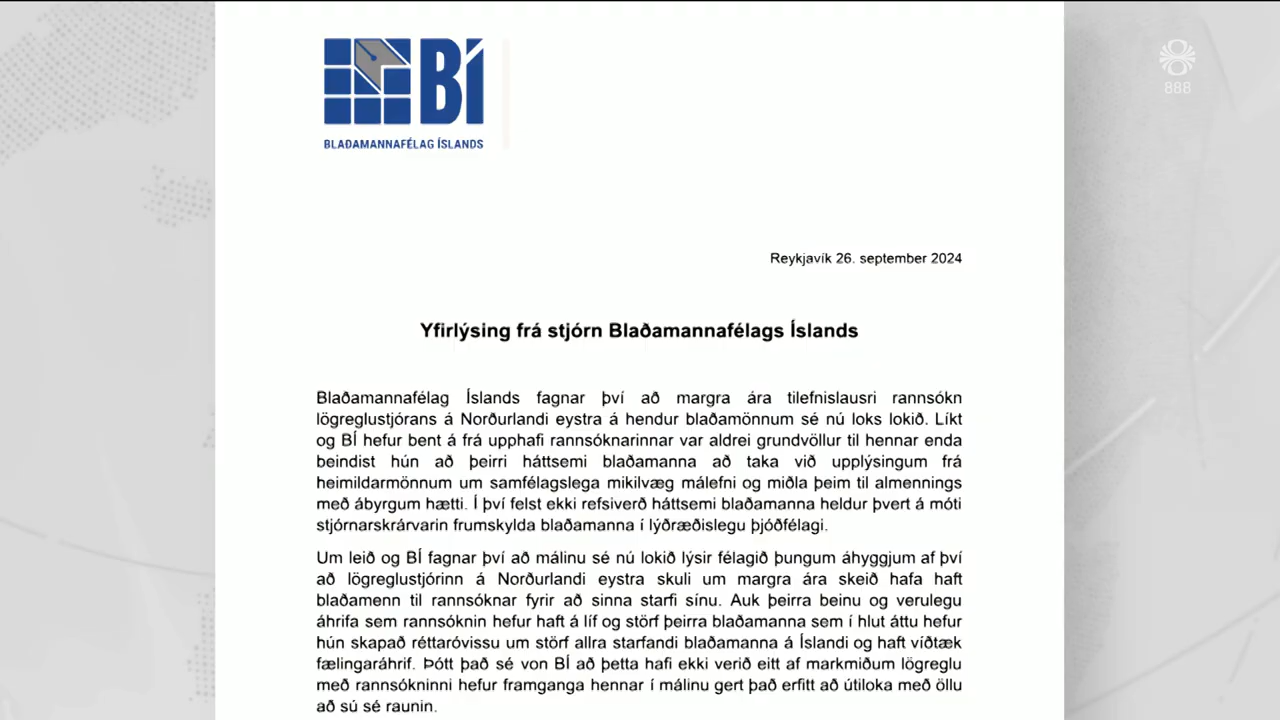 BÍ
BLAÐAMANNAFÉLAG ÍSLANDS
888
Reykjavík 26. september 2024
Yfirlýsing frá stjórn Blaðamannafélags Íslands
Blaðamannafélag Íslands fagnar því að margra ára tilefnislausri rannsókn
lögreglustjórans á Norðurlandi eystra á hendur blaðamönnum sé nú loks lokið. Líkt
og BÍ hefur bent á frá upphafi rannsóknarinnar var aldrei grundvöllur til hennar enda
beindist hún að þeirri háttsemi blaðamanna að taka við upplýsingum frá
heimildarmönnum um samfélagslega mikilvæg málefni og miðla þeim til almennings
með ábyrgum hætti. Í því felst ekki refsiverð háttsemi blaðamanna heldur þvert á móti
stjórnarskrárvarin frumskylda blaðamanna í lýðræðislegu þjóðfélagi.
Um leið og BÍ fagnar því að málinu sé nú lokið lýsir félagið þungum áhyggjum af því
að lögreglustjórinn á Norðurlandi eystra skuli um margra ára skeið hafa haft
blaðamenn til rannsóknar fyrir að sinna starfi sínu. Auk þeirra beinu og verulegu
áhrifa sem rannsóknin hefur haft á líf og störf þeirra blaðamanna sem í hlut áttu hefur
hún skapað réttaróvissu um störf allra starfandi blaðamanna á Íslandi og haft víðtæk
fælingaráhrif. Þótt það sé von BÍ að þetta hafi ekki verið eitt af markmiðum lögreglu
með rannsókninni hefur framganga hennar í málinu gert það erfitt að útiloka með öllu
að sú sé raunin.